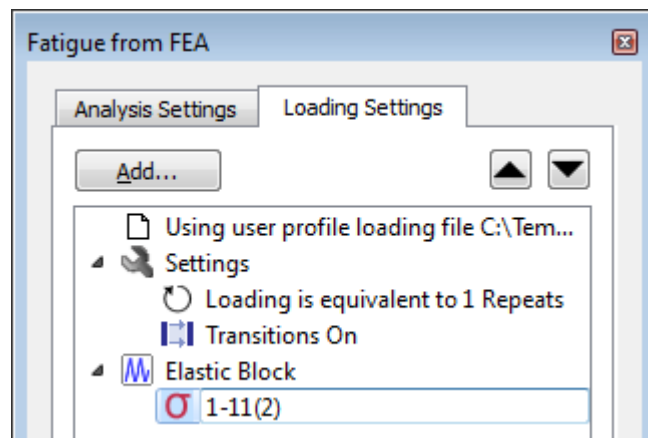 Fatigue from FEA
Analysis Settings Loading Settings
Add...
Using user profile loading file C:\Tem...
Settings
Loading is equivalent to 1 Repeats
Transitions On
Elastic Block
σ 1-11(2)